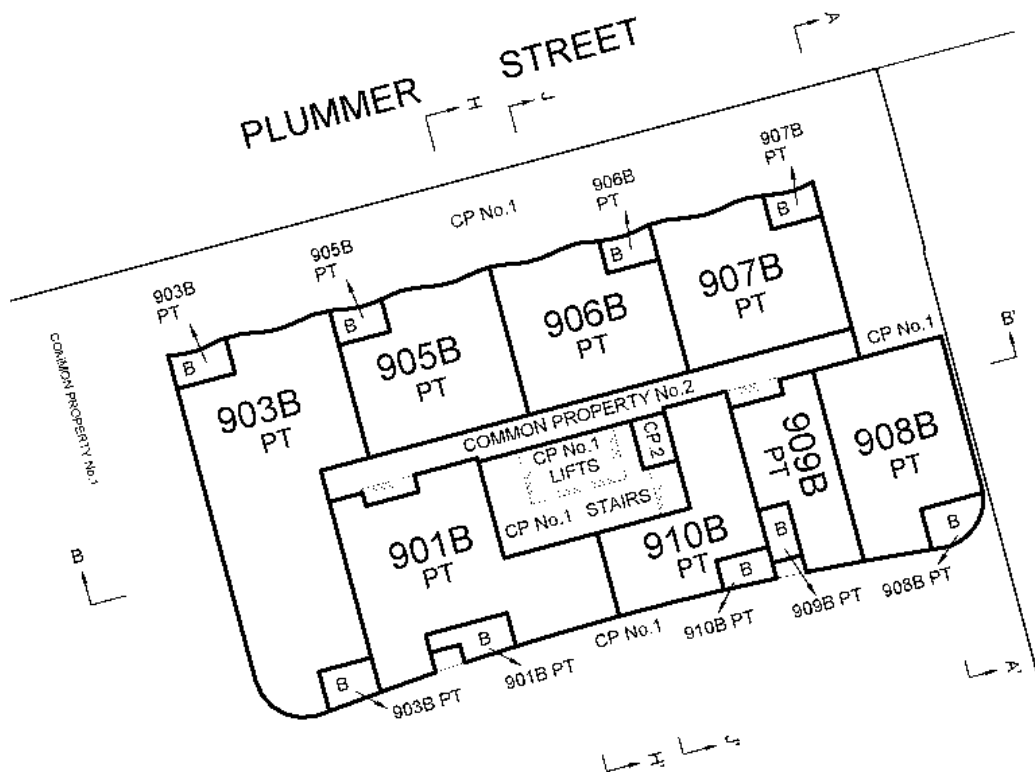 PLUMMER STREET
A
H
J
907B
PT
906B
PT
905B
PT
903B
PT
CP No.1
B
B
B
B
907B
PT
906B
PT
905B
PT
903B
PT
COMMON PROPERTY No.1
CP No.1
B'
COMMON PROPERTY No.2
CP No.1
LIFTS
CP 2
CP No.1 STAIRS
909B
PT
908B
PT
901B
PT
910B
PT
B
B
B
B
B
B
B
908B PT
909B PT
910B PT
CP No.1
901B PT
903B PT
A'
H'
J'